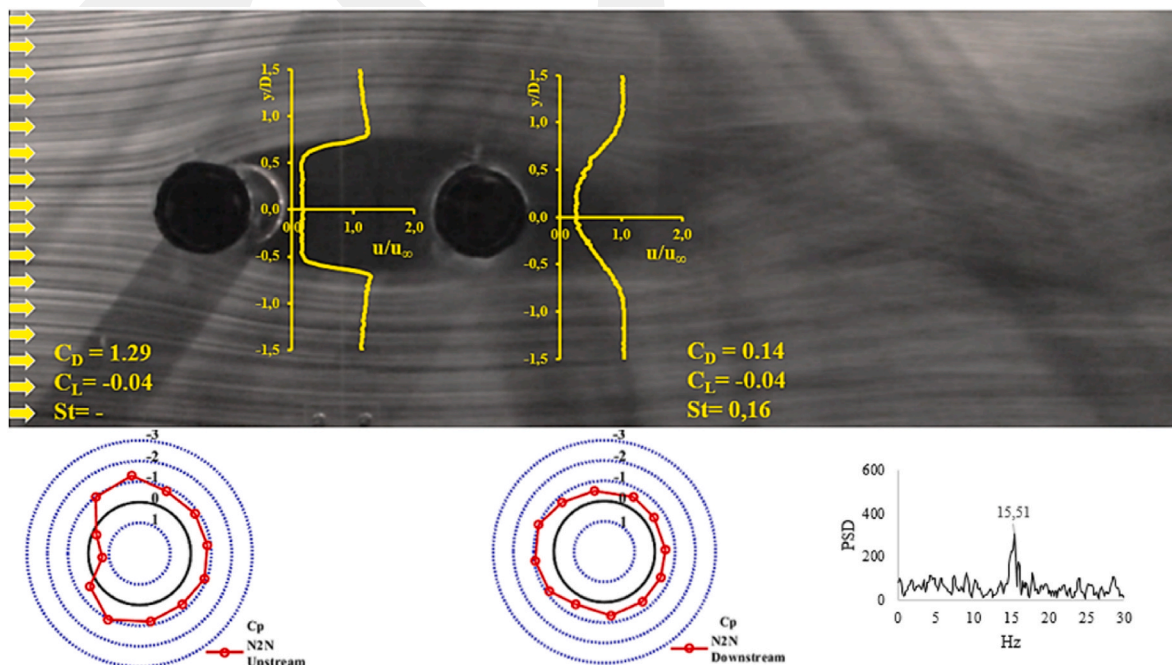 1,5
y/D
1,0
0,5
0,0
0,0
1,0
2,0
u/u∞
-0,5
-1,0
-1,5
1,5
y/D
1,0
0,5
0,0
0,0
1,0
2,0
u/u∞
-0,5
-1,0
-1,5
C_D = 1.29
C_L= -0.04
St= -
C_D = 0.14
C_L= -0.04
St= 0,16
-3
-2
-1
0
1
Cp
N2N
Upstream
-3
-2
-1
0
1
Cp
N2N
Downstream
600
400
200
0
PSD
15,51
0 5 10 15 20 25 30
Hz